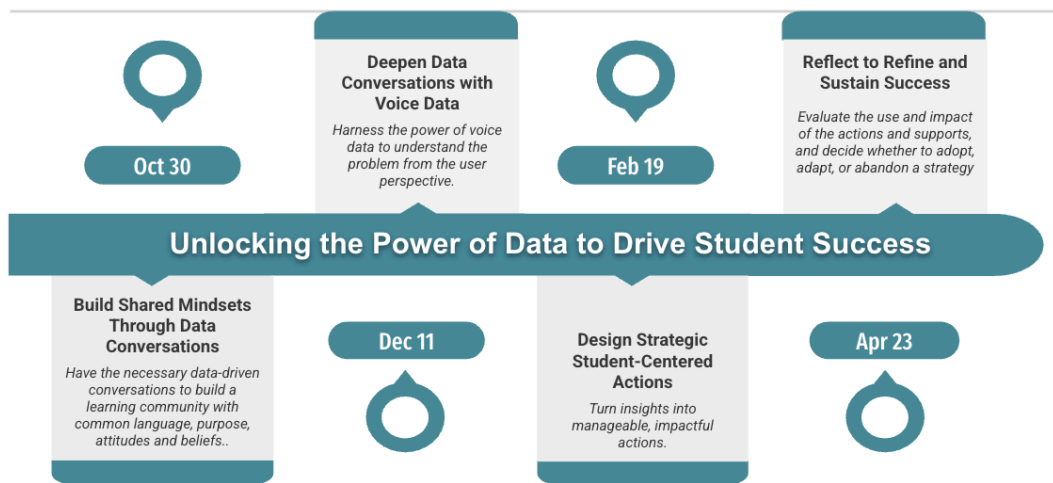 Oct 30
Deepen Data
Conversations with
Voice Data
Harness the power of voice
data to understand the
problem from the user
perspective.
Feb 19
Reflect to Refine and
Sustain Success
Evaluate the use and impact
of the actions and supports,
and decide whether to adopt,
adapt, or abandon a strategy
Unlocking the Power of Data to Drive Student Success
Build Shared Mindsets
Through Data
Conversations
Have the necessary data-driven
conversations to build a
learning community with
common language, purpose,
attitudes and beliefs..
Dec 11
Design Strategic
Student-Centered
Actions
Turn insights into
manageable, impactful
actions.
Apr 23